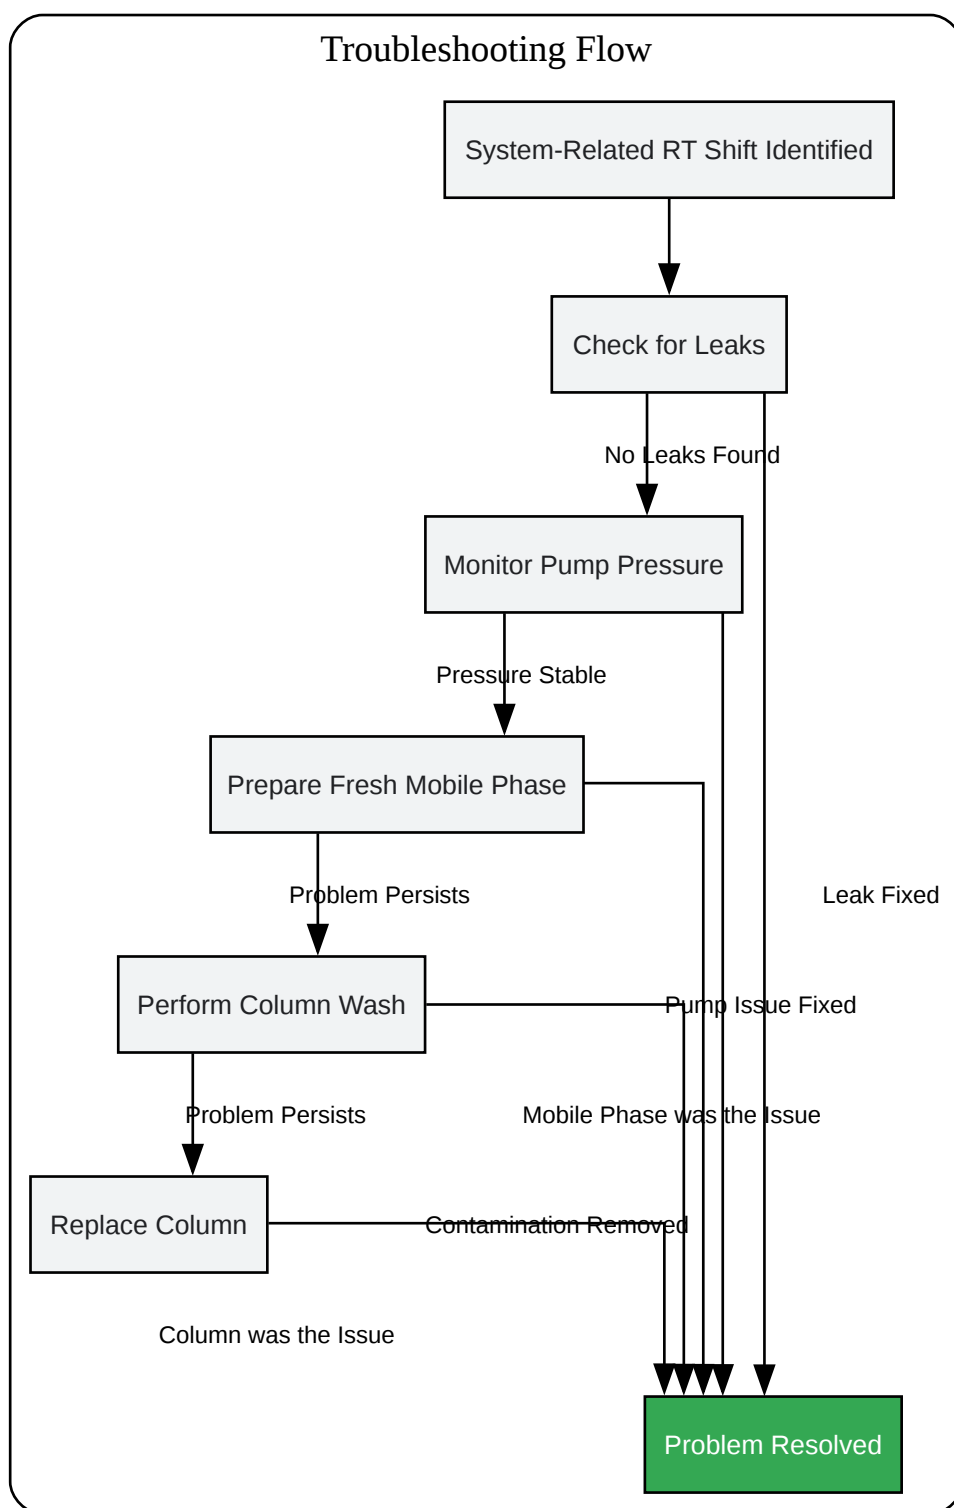 Troubleshooting Flow
System-Related RT Shift Identified
Check for Leaks
No Leaks Found
Monitor Pump Pressure
Pressure Stable
Prepare Fresh Mobile Phase
Problem Persists
Leak Fixed
Perform Column Wash
Pump Issue Fixed
Problem Persists
Mobile Phase was the Issue
Replace Column
Contamination Removed
Column was the Issue
Problem Resolved